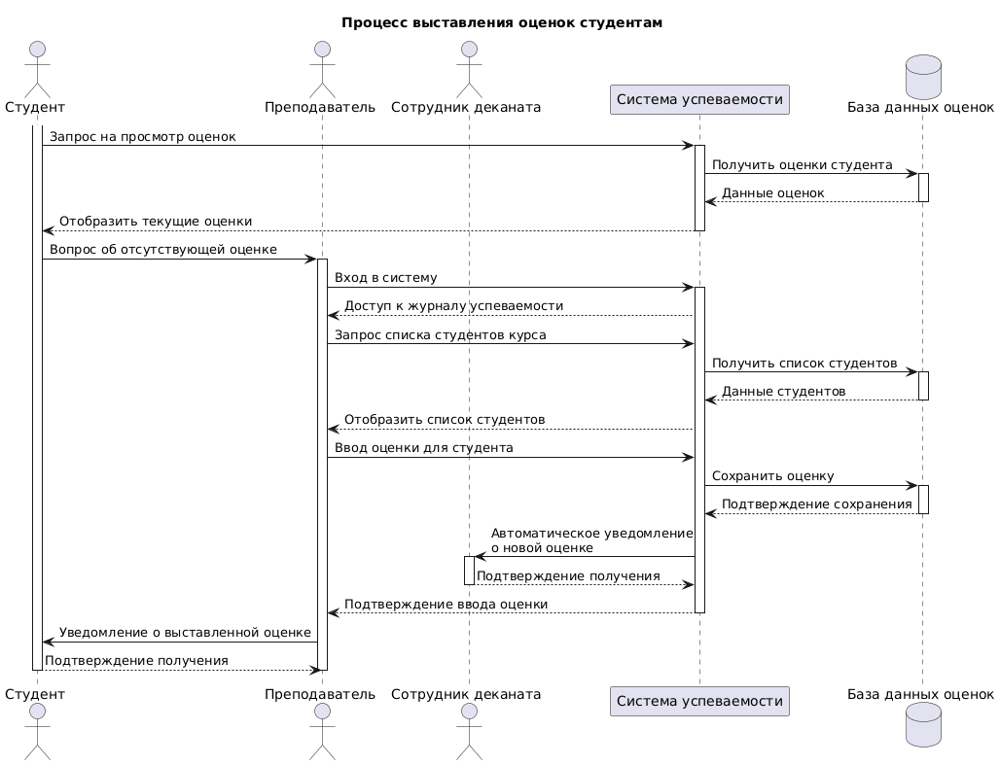 Процесс выставления оценок студентам
Студент
Преподаватель
Сотрудник деканата
Система успеваемости
База данных оценок
Запрос на просмотр оценок
Получить оценки студента
Данные оценок
Отобразить текущие оценки
Вопрос об отсутствующей оценке
Вход в систему
Доступ к журналу успеваемости
Запрос списка студентов курса
Получить список студентов
Данные студентов
Отобразить список студентов
Ввод оценки для студента
Сохранить оценку
Подтверждение сохранения
Автоматическое уведомление
о новой оценке
Подтверждение получения
Подтверждение ввода оценки
Уведомление о выставленной оценке
Подтверждение получения
Студент
Преподаватель
Сотрудник деканата
Система успеваемости
База данных оценок